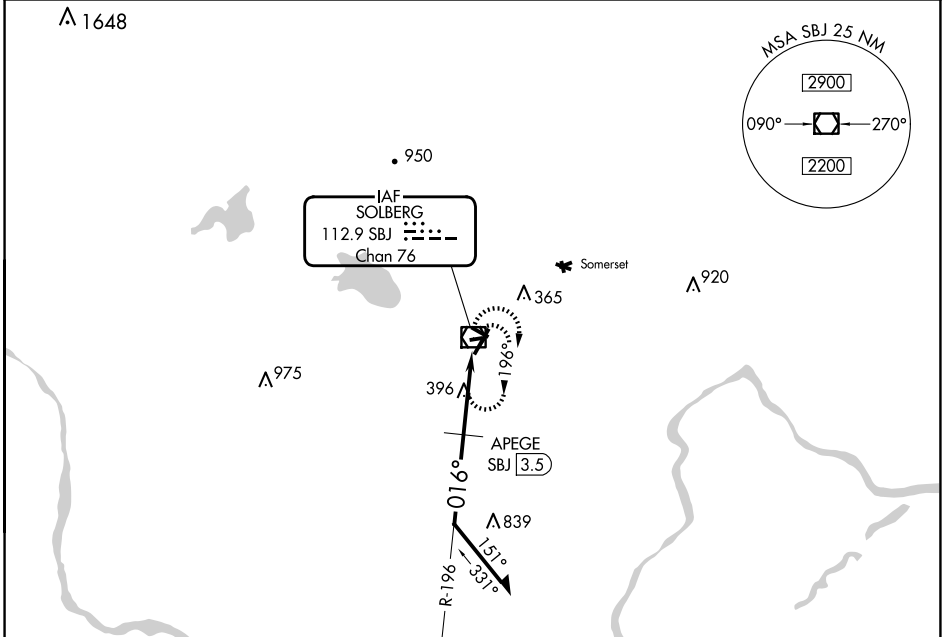 1648
MSA SBJ 25 NM
2900
090°
270°
2200
950
IAF
SOLBERG
112.9 SBJ
Chan 76
Somerset
365
920
975
196°
396
APEGE
SBJ 3.5
016°
839
151°
331°
R-196